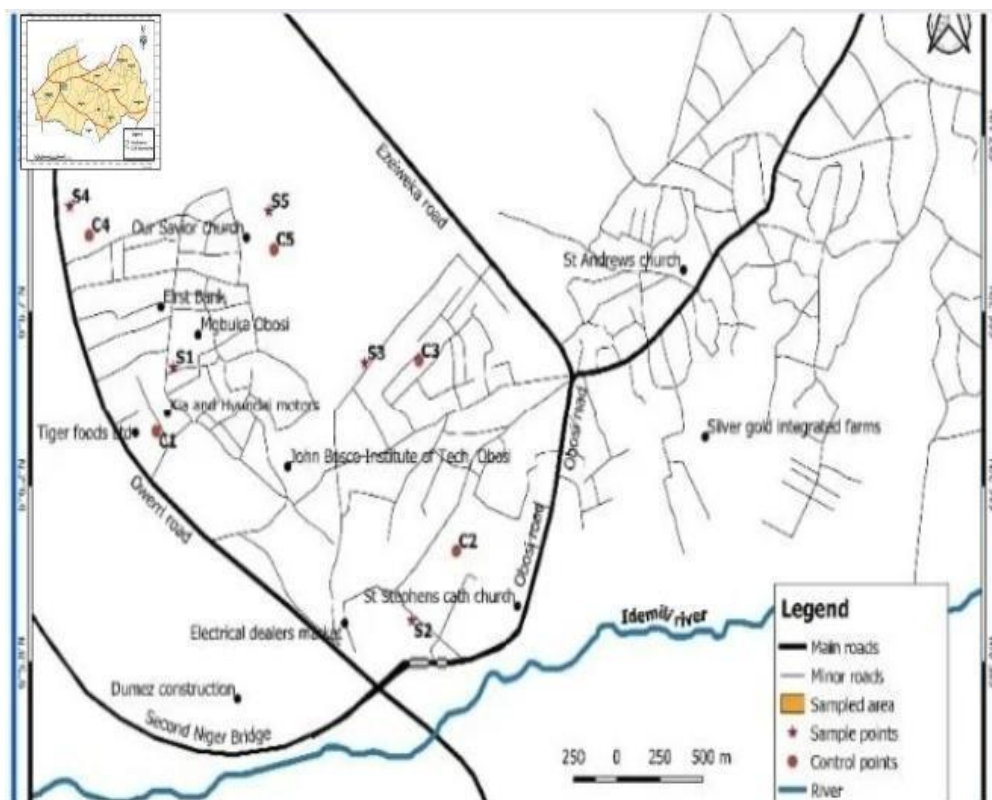 S4
S5
C4
Our Savior church
C5
Ezeiweka road
St Andrews church
First Bank
Mgbuka Obosi
S1
S3
C3
Kia and Hyundai motors
Tiger foods Ltd
C1
Silver gold integrated farms
John Bosco Institute of Tech, Obosi
Obosi road
Owerri road
C2
Obosi road
St Stephens cath church
S2
Electrical dealers market
Idemili river
Dumez construction
Second Niger Bridge
Legend
Main roads
Minor roads
Sampled area
Sample points
Control points
River
250 0 250 500 m